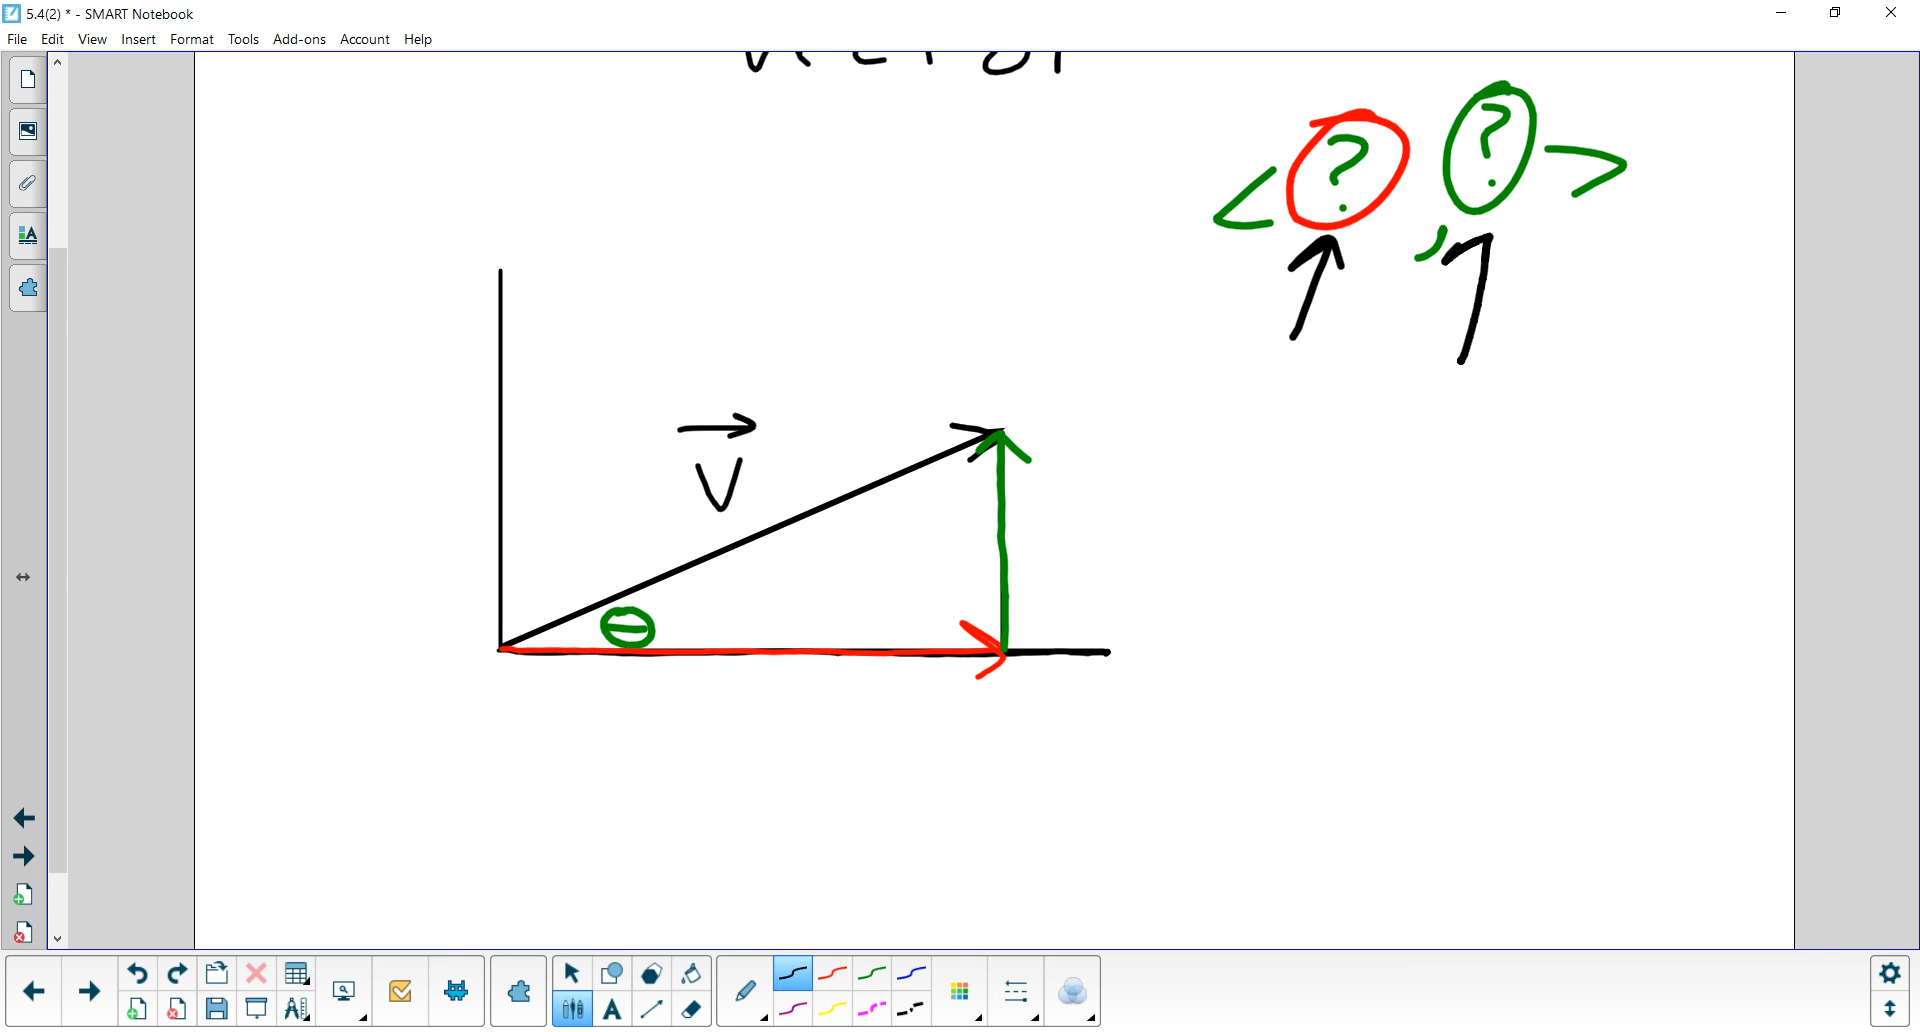 5.4(2) * - SMART Notebook
File Edit View Insert Format Tools Add-ons Account Help
< ? , ? >
V
θ